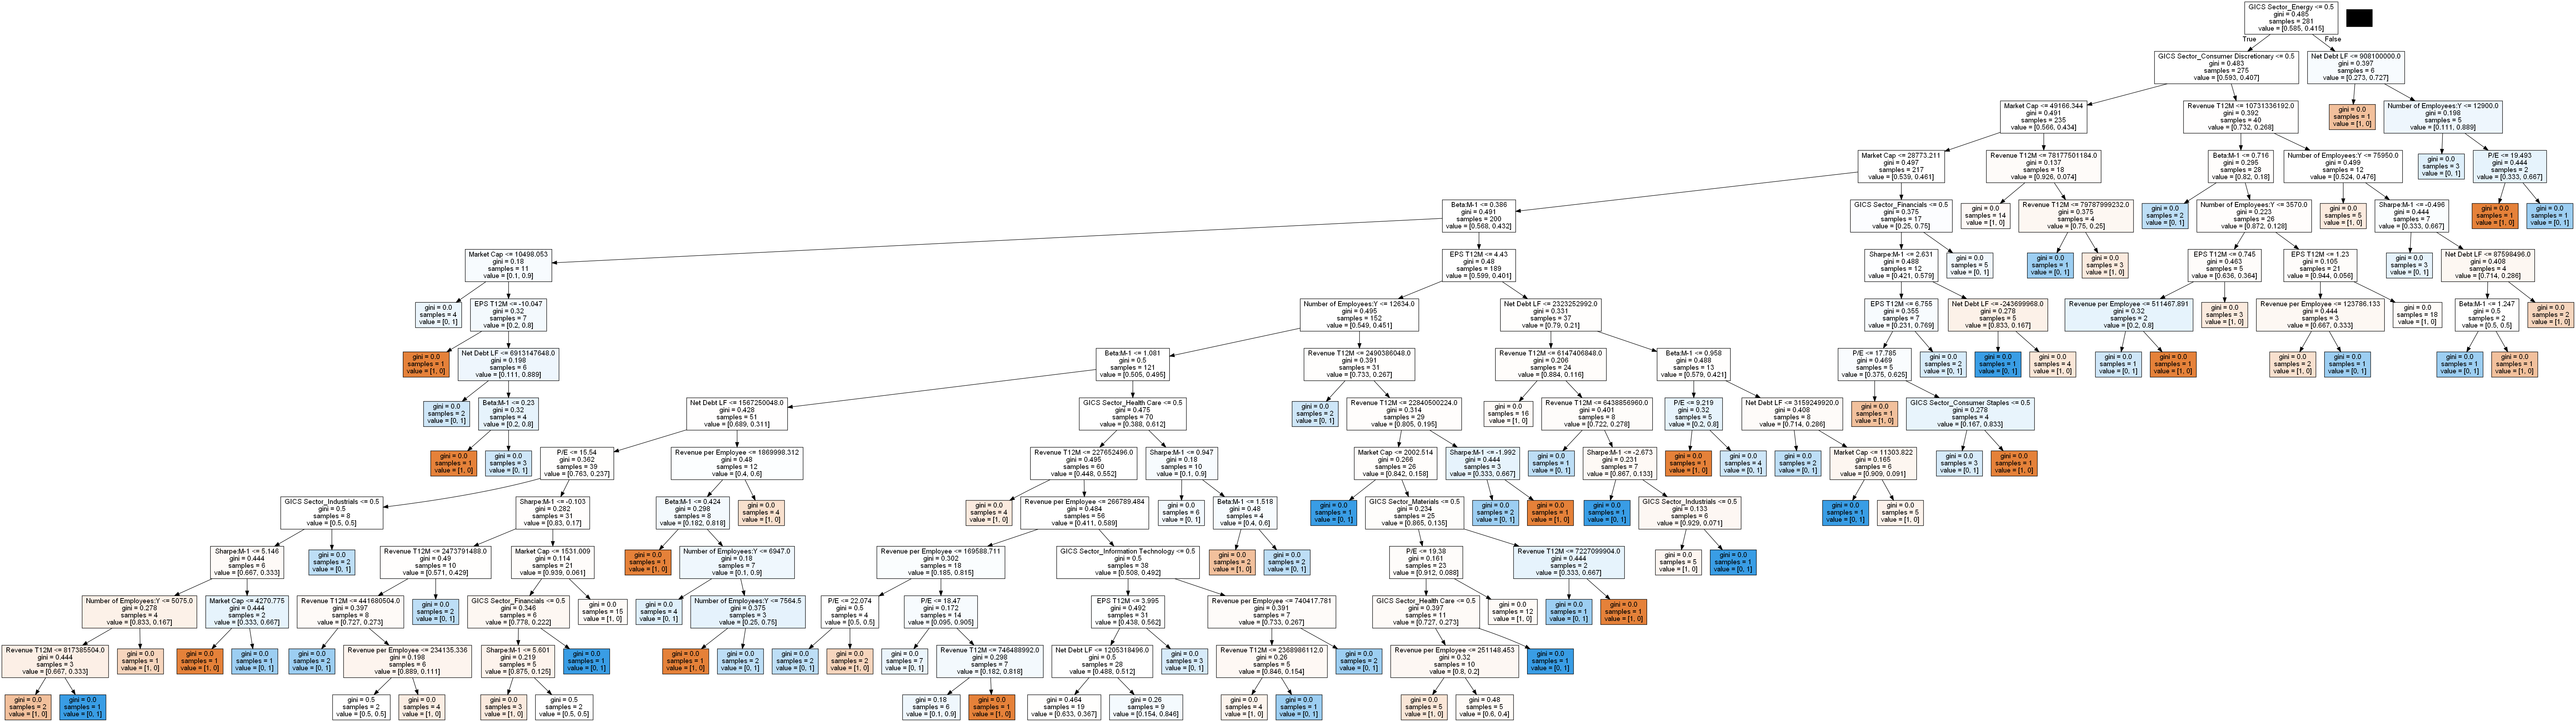 GICS Sector_Energy <= 0.5
gini = 0.485
samples = 281
value = [0.585, 0.415]
True
False
GICS Sector_Consumer Discretionary <= 0.5
gini = 0.483
samples = 275
value = [0.593, 0.407]
Net Debt LF <= 908100000.0
gini = 0.397
samples = 6
value = [0.273, 0.727]
Market Cap <= 49166.344
gini = 0.491
samples = 235
value = [0.566, 0.434]
Revenue T12M <= 10731336192.0
gini = 0.392
samples = 40
value = [0.732, 0.268]
gini = 0.0
samples = 1
value = [1, 0]
Number of Employees:Y <= 12900.0
gini = 0.198
samples = 5
value = [0.111, 0.889]
Market Cap <= 28773.211
gini = 0.497
samples = 217
value = [0.539, 0.461]
Revenue T12M <= 78177501184.0
gini = 0.137
samples = 18
value = [0.926, 0.074]
Beta:M-1 <= 0.716
gini = 0.295
samples = 28
value = [0.82, 0.18]
Number of Employees:Y <= 75950.0
gini = 0.499
samples = 12
value = [0.524, 0.476]
gini = 0.0
samples = 3
value = [0, 1]
P/E <= 19.493
gini = 0.444
samples = 2
value = [0.333, 0.667]
Beta:M-1 <= 0.386
gini = 0.491
samples = 200
value = [0.568, 0.432]
GICS Sector_Financials <= 0.5
gini = 0.375
samples = 17
value = [0.25, 0.75]
gini = 0.0
samples = 14
value = [1, 0]
Revenue T12M <= 79787999232.0
gini = 0.375
samples = 4
value = [0.75, 0.25]
gini = 0.0
samples = 2
value = [0, 1]
Number of Employees:Y <= 3570.0
gini = 0.223
samples = 26
value = [0.872, 0.128]
gini = 0.0
samples = 5
value = [1, 0]
Sharpe:M-1 <= -0.496
gini = 0.444
samples = 7
value = [0.333, 0.667]
gini = 0.0
samples = 1
value = [1, 0]
gini = 0.0
samples = 1
value = [0, 1]
Market Cap <= 10498.053
gini = 0.18
samples = 11
value = [0.1, 0.9]
EPS T12M <= 4.43
gini = 0.48
samples = 189
value = [0.599, 0.401]
Sharpe:M-1 <= 2.631
gini = 0.488
samples = 12
value = [0.421, 0.579]
gini = 0.0
samples = 5
value = [0, 1]
gini = 0.0
samples = 1
value = [0, 1]
gini = 0.0
samples = 3
value = [1, 0]
EPS T12M <= 0.745
gini = 0.463
samples = 5
value = [0.636, 0.364]
EPS T12M <= 1.23
gini = 0.105
samples = 21
value = [0.944, 0.056]
gini = 0.0
samples = 3
value = [0, 1]
Net Debt LF <= 87598496.0
gini = 0.408
samples = 4
value = [0.714, 0.286]
gini = 0.0
samples = 4
value = [0, 1]
EPS T12M <= -10.047
gini = 0.32
samples = 7
value = [0.2, 0.8]
Number of Employees:Y <= 12634.0
gini = 0.495
samples = 152
value = [0.549, 0.451]
Net Debt LF <= 2323252992.0
gini = 0.331
samples = 37
value = [0.79, 0.21]
EPS T12M <= 6.755
gini = 0.355
samples = 7
value = [0.231, 0.769]
Net Debt LF <= -243699968.0
gini = 0.278
samples = 5
value = [0.833, 0.167]
Revenue per Employee <= 511467.891
gini = 0.32
samples = 2
value = [0.2, 0.8]
gini = 0.0
samples = 3
value = [1, 0]
Revenue per Employee <= 123786.133
gini = 0.444
samples = 3
value = [0.667, 0.333]
gini = 0.0
samples = 18
value = [1, 0]
Beta:M-1 <= 1.247
gini = 0.5
samples = 2
value = [0.5, 0.5]
gini = 0.0
samples = 2
value = [1, 0]
gini = 0.0
samples = 1
value = [1, 0]
Net Debt LF <= 6913147648.0
gini = 0.198
samples = 6
value = [0.111, 0.889]
Beta:M-1 <= 1.081
gini = 0.5
samples = 121
value = [0.505, 0.495]
Revenue T12M <= 2490386048.0
gini = 0.391
samples = 31
value = [0.733, 0.267]
Revenue T12M <= 6147406848.0
gini = 0.206
samples = 24
value = [0.884, 0.116]
Beta:M-1 <= 0.958
gini = 0.488
samples = 13
value = [0.579, 0.421]
P/E <= 17.785
gini = 0.469
samples = 5
value = [0.375, 0.625]
gini = 0.0
samples = 2
value = [0, 1]
gini = 0.0
samples = 1
value = [0, 1]
gini = 0.0
samples = 4
value = [1, 0]
gini = 0.0
samples = 1
value = [0, 1]
gini = 0.0
samples = 1
value = [1, 0]
gini = 0.0
samples = 2
value = [1, 0]
gini = 0.0
samples = 1
value = [0, 1]
gini = 0.0
samples = 1
value = [0, 1]
gini = 0.0
samples = 1
value = [1, 0]
gini = 0.0
samples = 2
value = [0, 1]
Beta:M-1 <= 0.23
gini = 0.32
samples = 4
value = [0.2, 0.8]
Net Debt LF <= 1567250048.0
gini = 0.428
samples = 51
value = [0.689, 0.311]
GICS Sector_Health Care <= 0.5
gini = 0.475
samples = 70
value = [0.388, 0.612]
gini = 0.0
samples = 2
value = [0, 1]
Revenue T12M <= 22840500224.0
gini = 0.314
samples = 29
value = [0.805, 0.195]
gini = 0.0
samples = 16
value = [1, 0]
Revenue T12M <= 6438856960.0
gini = 0.401
samples = 8
value = [0.722, 0.278]
P/E <= 9.219
gini = 0.32
samples = 5
value = [0.2, 0.8]
Net Debt LF <= 3159249920.0
gini = 0.408
samples = 8
value = [0.714, 0.286]
gini = 0.0
samples = 1
value = [1, 0]
GICS Sector_Consumer Staples <= 0.5
gini = 0.278
samples = 4
value = [0.167, 0.833]
gini = 0.0
samples = 1
value = [1, 0]
gini = 0.0
samples = 3
value = [0, 1]
P/E <= 15.54
gini = 0.362
samples = 39
value = [0.763, 0.237]
Revenue per Employee <= 1869998.312
gini = 0.48
samples = 12
value = [0.4, 0.6]
Revenue T12M <= 227652496.0
gini = 0.495
samples = 60
value = [0.448, 0.552]
Sharpe:M-1 <= 0.947
gini = 0.18
samples = 10
value = [0.1, 0.9]
Market Cap <= 2002.514
gini = 0.266
samples = 26
value = [0.842, 0.158]
Sharpe:M-1 <= -1.992
gini = 0.444
samples = 3
value = [0.333, 0.667]
gini = 0.0
samples = 1
value = [0, 1]
Sharpe:M-1 <= -2.673
gini = 0.231
samples = 7
value = [0.867, 0.133]
gini = 0.0
samples = 1
value = [1, 0]
gini = 0.0
samples = 4
value = [0, 1]
gini = 0.0
samples = 2
value = [0, 1]
Market Cap <= 11303.822
gini = 0.165
samples = 6
value = [0.909, 0.091]
gini = 0.0
samples = 3
value = [0, 1]
gini = 0.0
samples = 1
value = [1, 0]
GICS Sector_Industrials <= 0.5
gini = 0.5
samples = 8
value = [0.5, 0.5]
Sharpe:M-1 <= -0.103
gini = 0.282
samples = 31
value = [0.83, 0.17]
Beta:M-1 <= 0.424
gini = 0.298
samples = 8
value = [0.182, 0.818]
gini = 0.0
samples = 4
value = [1, 0]
gini = 0.0
samples = 4
value = [1, 0]
Revenue per Employee <= 266789.484
gini = 0.484
samples = 56
value = [0.411, 0.589]
gini = 0.0
samples = 6
value = [0, 1]
Beta:M-1 <= 1.518
gini = 0.48
samples = 4
value = [0.4, 0.6]
gini = 0.0
samples = 1
value = [0, 1]
GICS Sector_Materials <= 0.5
gini = 0.234
samples = 25
value = [0.865, 0.135]
gini = 0.0
samples = 2
value = [0, 1]
gini = 0.0
samples = 1
value = [1, 0]
gini = 0.0
samples = 1
value = [0, 1]
GICS Sector_Industrials <= 0.5
gini = 0.133
samples = 6
value = [0.929, 0.071]
gini = 0.0
samples = 1
value = [0, 1]
gini = 0.0
samples = 5
value = [1, 0]
Sharpe:M-1 <= 5.146
gini = 0.444
samples = 6
value = [0.667, 0.333]
gini = 0.0
samples = 2
value = [0, 1]
Revenue T12M <= 2473791488.0
gini = 0.49
samples = 10
value = [0.571, 0.429]
Market Cap <= 1531.009
gini = 0.114
samples = 21
value = [0.939, 0.061]
gini = 0.0
samples = 1
value = [1, 0]
Number of Employees:Y <= 6947.0
gini = 0.18
samples = 7
value = [0.1, 0.9]
Revenue per Employee <= 169588.711
gini = 0.302
samples = 18
value = [0.185, 0.815]
GICS Sector_Information Technology <= 0.5
gini = 0.5
samples = 38
value = [0.508, 0.492]
gini = 0.0
samples = 2
value = [1, 0]
gini = 0.0
samples = 2
value = [0, 1]
P/E <= 19.38
gini = 0.161
samples = 23
value = [0.912, 0.088]
Revenue T12M <= 7227099904.0
gini = 0.444
samples = 2
value = [0.333, 0.667]
gini = 0.0
samples = 5
value = [1, 0]
gini = 0.0
samples = 1
value = [0, 1]
Number of Employees:Y <= 5075.0
gini = 0.278
samples = 4
value = [0.833, 0.167]
Market Cap <= 4270.775
gini = 0.444
samples = 2
value = [0.333, 0.667]
Revenue T12M <= 441680504.0
gini = 0.397
samples = 8
value = [0.727, 0.273]
gini = 0.0
samples = 2
value = [0, 1]
GICS Sector_Financials <= 0.5
gini = 0.346
samples = 6
value = [0.778, 0.222]
gini = 0.0
samples = 15
value = [1, 0]
gini = 0.0
samples = 4
value = [0, 1]
Number of Employees:Y <= 7564.5
gini = 0.375
samples = 3
value = [0.25, 0.75]
P/E <= 22.074
gini = 0.5
samples = 4
value = [0.5, 0.5]
P/E <= 18.47
gini = 0.172
samples = 14
value = [0.095, 0.905]
EPS T12M <= 3.995
gini = 0.492
samples = 31
value = [0.438, 0.562]
Revenue per Employee <= 740417.781
gini = 0.391
samples = 7
value = [0.733, 0.267]
GICS Sector_Health Care <= 0.5
gini = 0.397
samples = 11
value = [0.727, 0.273]
gini = 0.0
samples = 12
value = [1, 0]
gini = 0.0
samples = 1
value = [0, 1]
gini = 0.0
samples = 1
value = [1, 0]
Revenue T12M <= 817385504.0
gini = 0.444
samples = 3
value = [0.667, 0.333]
gini = 0.0
samples = 1
value = [1, 0]
gini = 0.0
samples = 1
value = [1, 0]
gini = 0.0
samples = 1
value = [0, 1]
gini = 0.0
samples = 2
value = [0, 1]
Revenue per Employee <= 234135.336
gini = 0.198
samples = 6
value = [0.889, 0.111]
Sharpe:M-1 <= 5.601
gini = 0.219
samples = 5
value = [0.875, 0.125]
gini = 0.0
samples = 1
value = [0, 1]
gini = 0.0
samples = 1
value = [1, 0]
gini = 0.0
samples = 2
value = [0, 1]
gini = 0.0
samples = 2
value = [0, 1]
gini = 0.0
samples = 2
value = [1, 0]
gini = 0.0
samples = 7
value = [0, 1]
Revenue T12M <= 746488992.0
gini = 0.298
samples = 7
value = [0.182, 0.818]
Net Debt LF <= 1205318496.0
gini = 0.5
samples = 28
value = [0.488, 0.512]
gini = 0.0
samples = 3
value = [0, 1]
Revenue T12M <= 2368986112.0
gini = 0.26
samples = 5
value = [0.846, 0.154]
gini = 0.0
samples = 2
value = [0, 1]
Revenue per Employee <= 251148.453
gini = 0.32
samples = 10
value = [0.8, 0.2]
gini = 0.0
samples = 1
value = [0, 1]
gini = 0.0
samples = 2
value = [1, 0]
gini = 0.0
samples = 1
value = [0, 1]
gini = 0.5
samples = 2
value = [0.5, 0.5]
gini = 0.0
samples = 4
value = [1, 0]
gini = 0.0
samples = 3
value = [1, 0]
gini = 0.5
samples = 2
value = [0.5, 0.5]
gini = 0.18
samples = 6
value = [0.1, 0.9]
gini = 0.0
samples = 1
value = [1, 0]
gini = 0.464
samples = 19
value = [0.633, 0.367]
gini = 0.26
samples = 9
value = [0.154, 0.846]
gini = 0.0
samples = 4
value = [1, 0]
gini = 0.0
samples = 1
value = [0, 1]
gini = 0.0
samples = 5
value = [1, 0]
gini = 0.48
samples = 5
value = [0.6, 0.4]